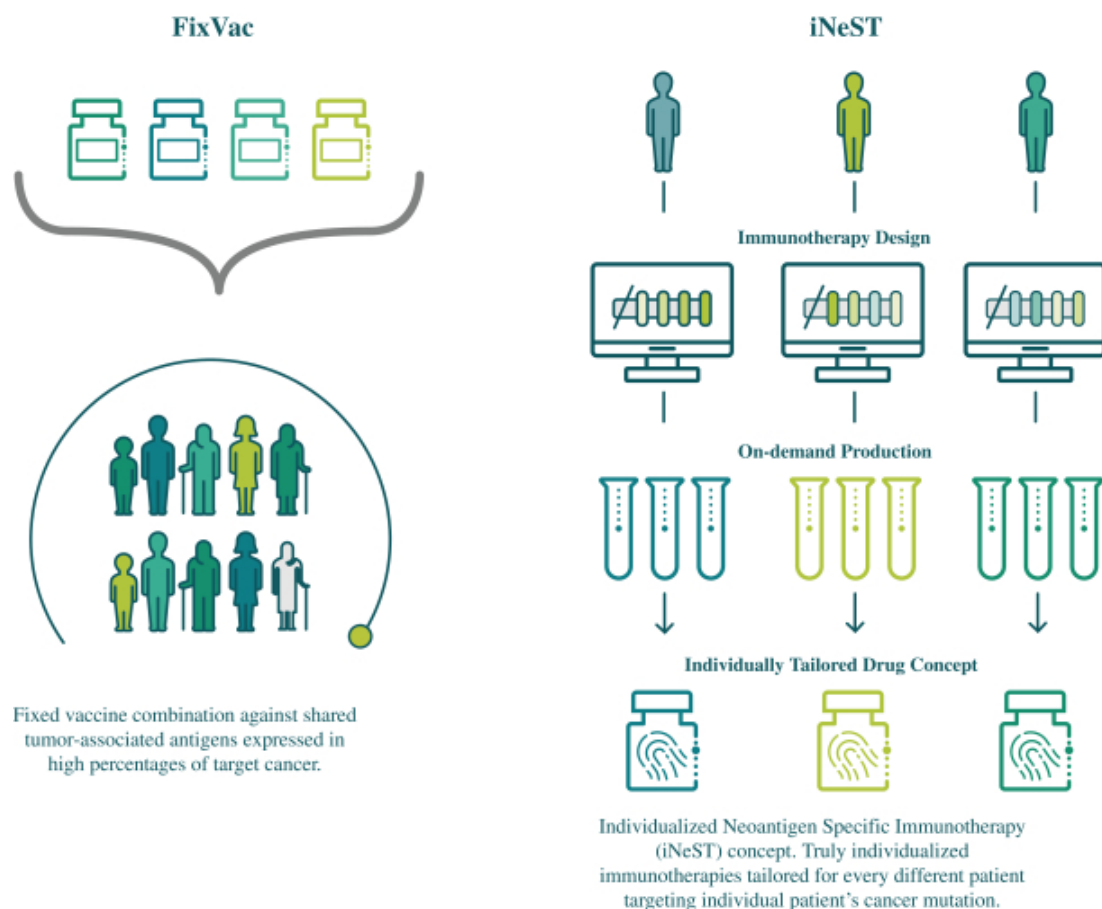 FixVac
Fixed vaccine combination against shared
tumor-associated antigens expressed in
high percentages of target cancer.
iNeST
Immunotherapy Design
On-demand Production
Individually Tailored Drug Concept
Individualized Neoantigen Specific Immunotherapy
(iNeST) concept. Truly individualized
immunotherapies tailored for every different patient
targeting individual patient's cancer mutation.